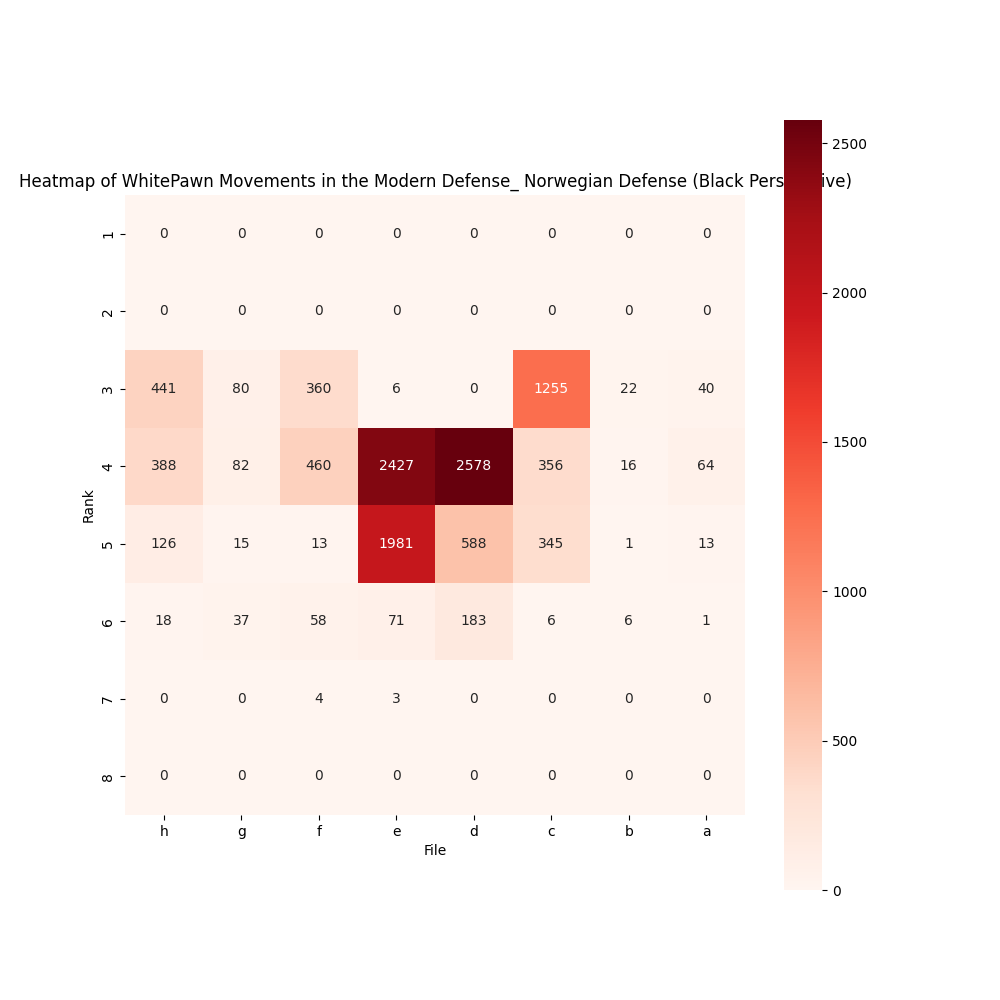 Heatmap of WhitePawn Movements in the Modern Defense_ Norwegian Defense (Black Pers ive)
2500
2000
1500
1000
500
0
Rank
1 0 0 0 0 0 0 0 0
2 0 0 0 0 0 0 0 0
3 441 80 360 6 0 1255 22 40
4 388 82 460 2427 2578 356 16 64
5 126 15 13 1981 588 345 1 13
6 18 37 58 71 183 6 6 1
7 0 0 4 3 0 0 0 0
8 0 0 0 0 0 0 0 0
h g f e d c b a
File